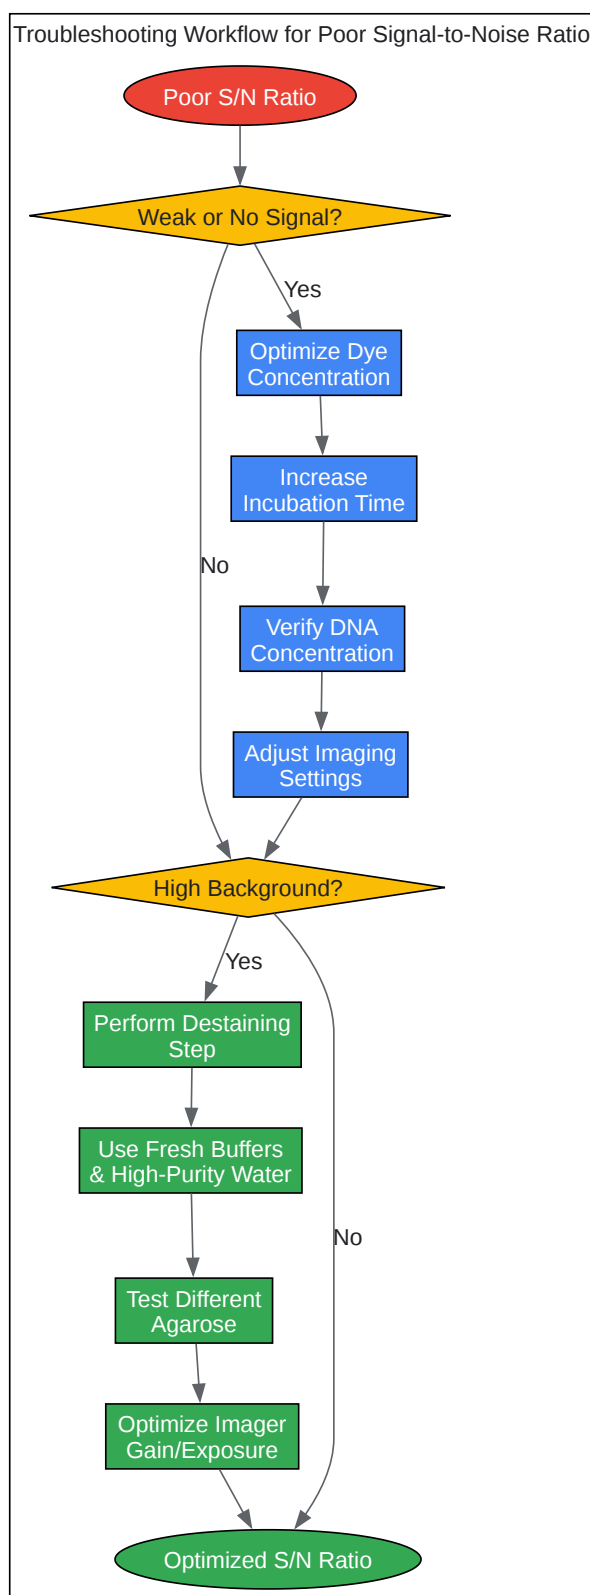 Troubleshooting Workflow for Poor Signal-to-Noise Ratio
Poor S/N Ratio
Weak or No Signal?
Yes
Optimize Dye
Concentration
Increase
Incubation Time
No
Verify DNA
Concentration
Adjust Imaging
Settings
High Background?
Yes
Perform Destaining
Step
Use Fresh Buffers
& High-Purity Water
No
Test Different
Agarose
Optimize Imager
Gain/Exposure
Optimized S/N Ratio